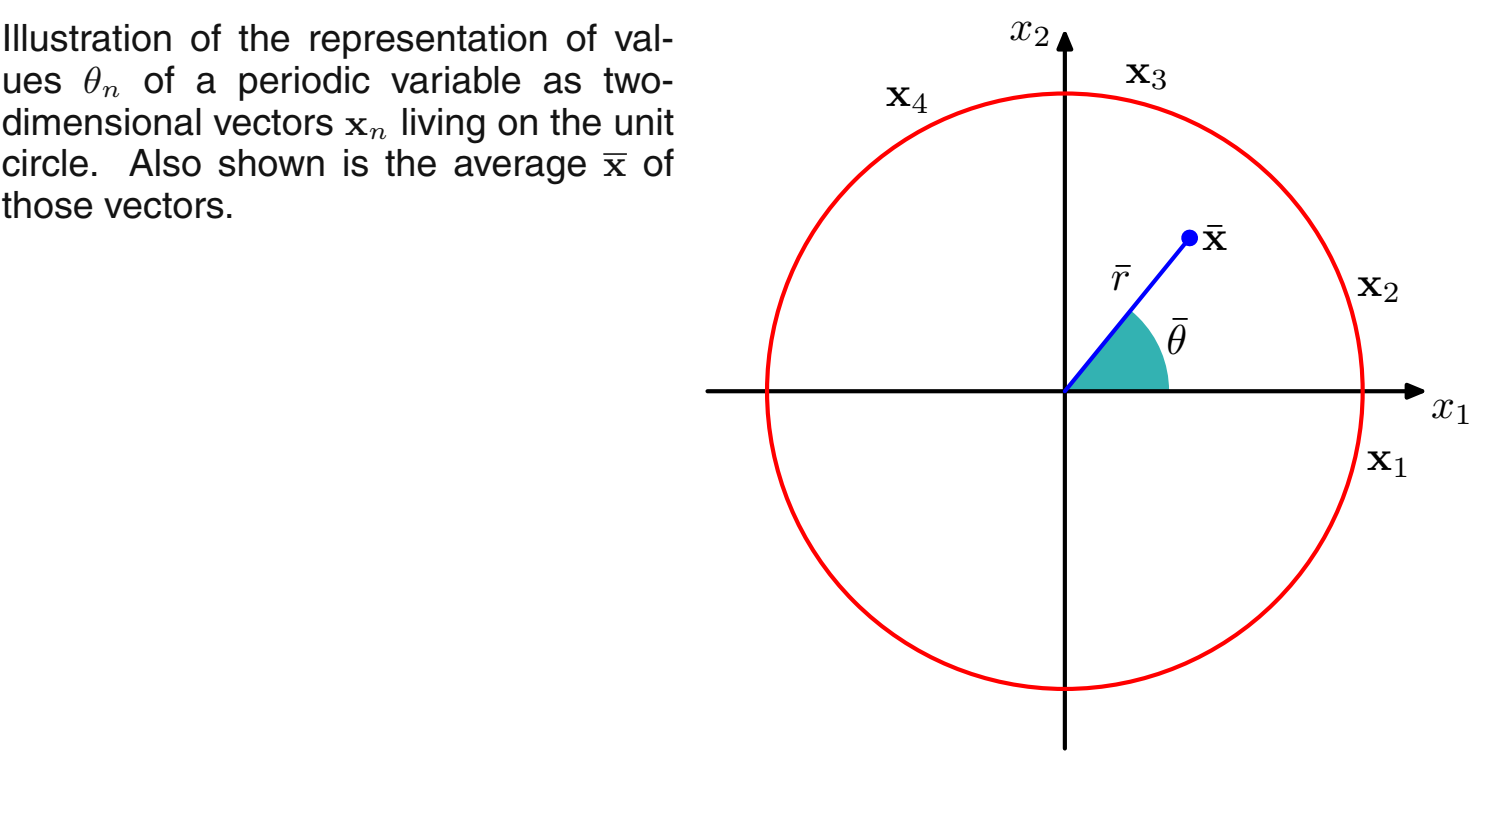 Illustration of the representation of val-
ues θₙ of a periodic variable as two-
dimensional vectors 𝐱ₙ living on the unit
circle. Also shown is the average 𝐱̅ of
those vectors.
x₂
𝐱₃
𝐱₄
𝐱̄
r̄
𝐱₂
θ̄
x₁
𝐱₁